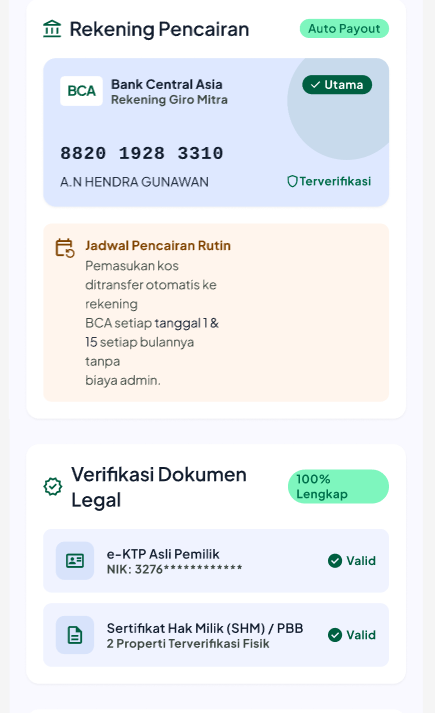 Rekening Pencairan
Auto Payout
BCA
Bank Central Asia
Rekening Giro Mitra
Utama
8820 1928 3310
A.N HENDRA GUNAWAN
Terverifikasi
Jadwal Pencairan Rutin
Pemasukan kos
ditransfer otomatis ke
rekening
BCA setiap tanggal 1 &
15 setiap bulannya
tanpa
biaya admin.
Verifikasi Dokumen
Legal
100%
Lengkap
e-KTP Asli Pemilik
NIK: 3276************
Valid
Sertifikat Hak Milik (SHM) / PBB
2 Properti Terverifikasi Fisik
Valid